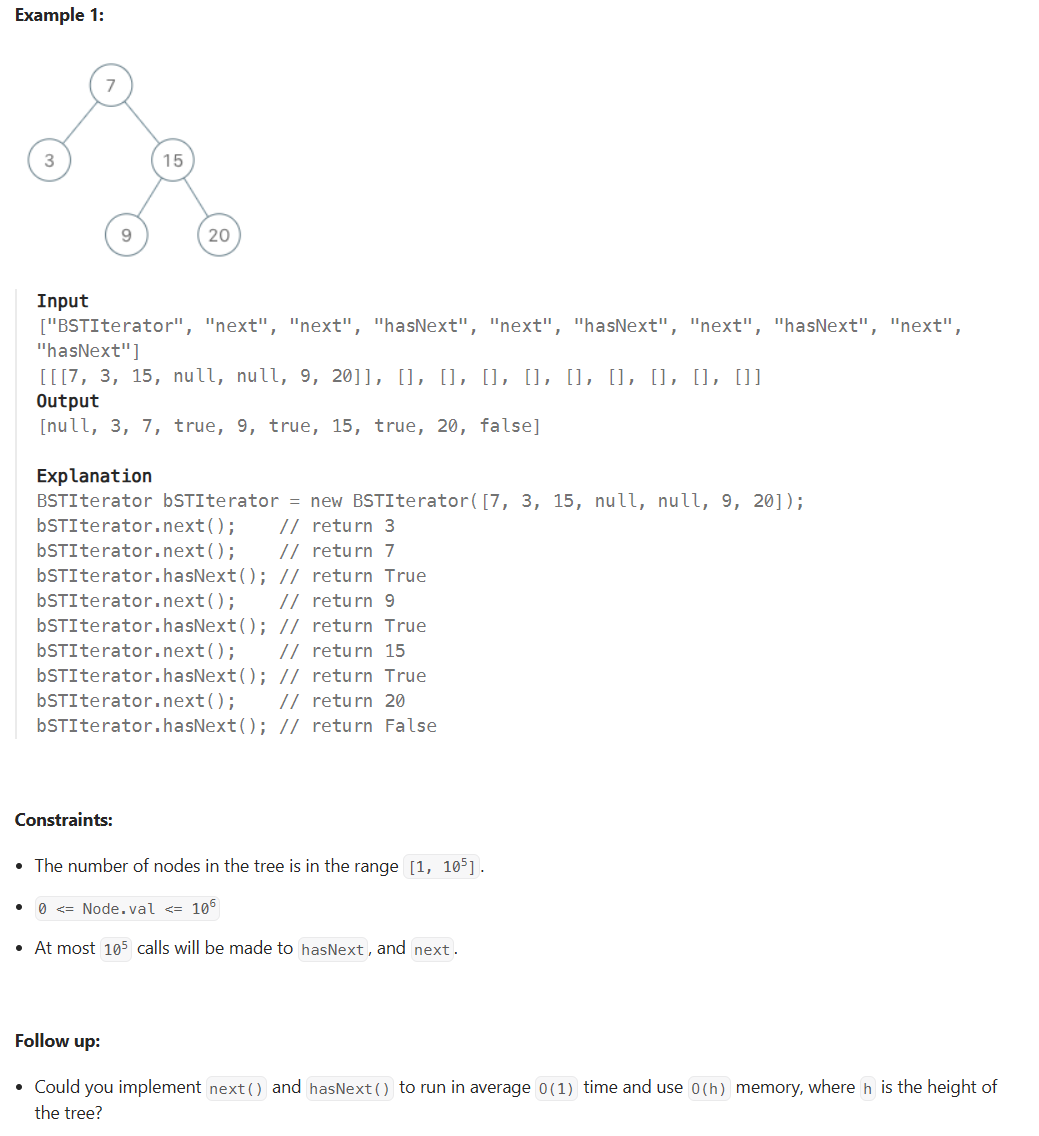 Example 1:
7
3
15
9
20
Input
["BSTIterator", "next", "next", "hasNext", "next", "hasNext", "next", "hasNext", "next",
"hasNext"]
[[[7, 3, 15, null, null, 9, 20]], [], [], [], [], [], [], [], [], []]
Output
[null, 3, 7, true, 9, true, 15, true, 20, false]
Explanation
BSTIterator bSTIterator = new BSTIterator([7, 3, 15, null, null, 9, 20]);
bSTIterator.next();    // return 3
bSTIterator.next();    // return 7
bSTIterator.hasNext(); // return True
bSTIterator.next();    // return 9
bSTIterator.hasNext(); // return True
bSTIterator.next();    // return 15
bSTIterator.hasNext(); // return True
bSTIterator.next();    // return 20
bSTIterator.hasNext(); // return False
Constraints:
• The number of nodes in the tree is in the range [1, 10⁵].
• 0 <= Node.val <= 10⁶
• At most 10⁵ calls will be made to hasNext, and next.
Follow up:
• Could you implement next() and hasNext() to run in average O(1) time and use O(h) memory, where h is the height of
the tree?